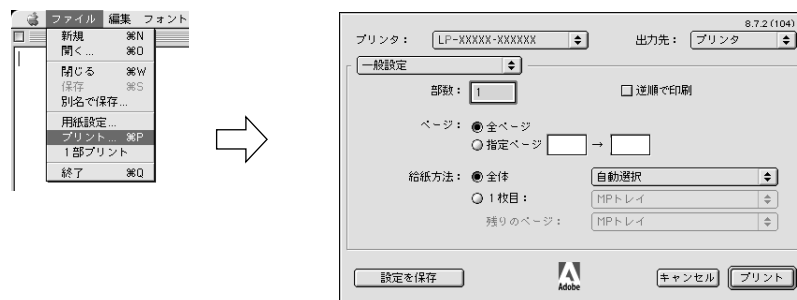 ファイル 編集 フォント
新規 ⌘N
開く... ⌘O
閉じる ⌘W
保存 ⌘S
別名で保存...
用紙設定...
プリント... ⌘P
1部プリント
終了 ⌘Q
8.7.2 (104)
プリンタ： LP-XXXXX-XXXXXX 出力先： プリンタ
一般設定
部数： 1 逆順で印刷
ページ： 全ページ
指定ページ →
給紙方法： 全体 自動選択
1枚目： MPトレイ
残りのページ： MPトレイ
設定を保存 Adobe キャンセル プリント